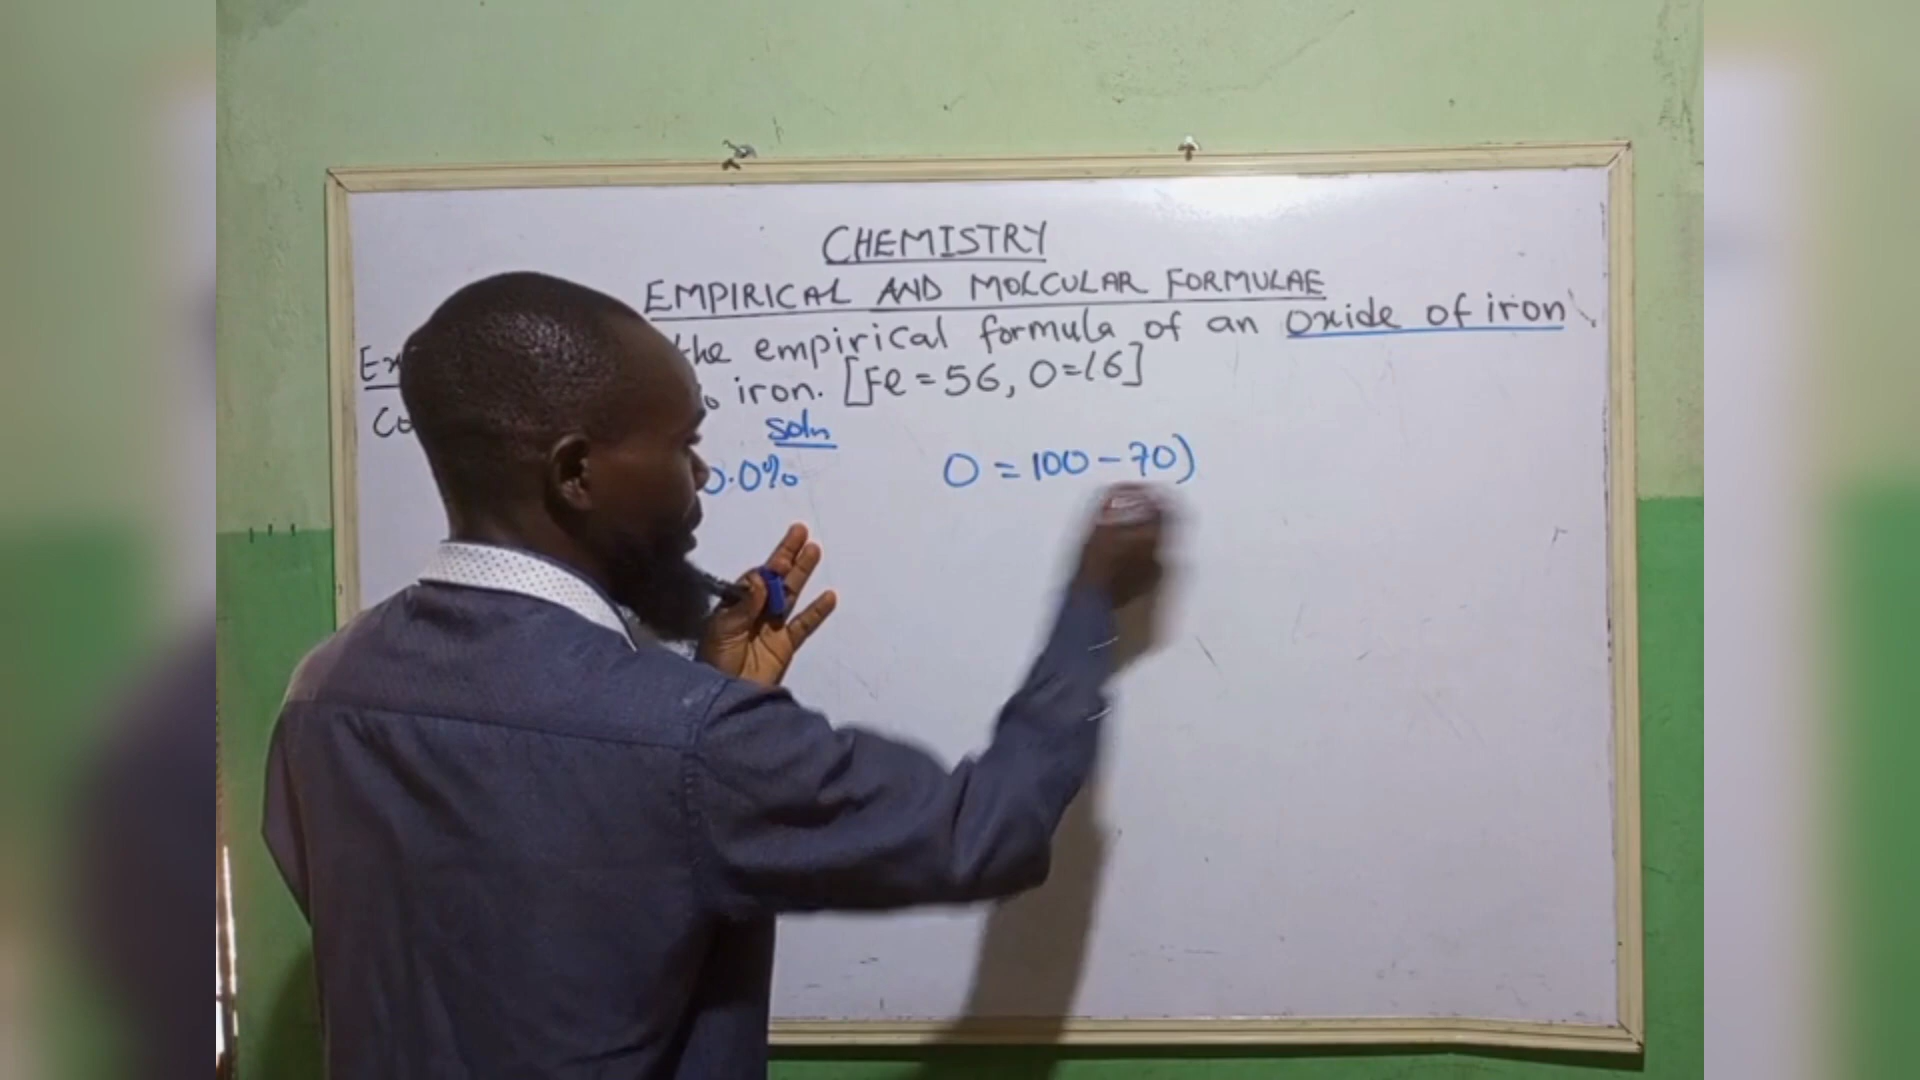 CHEMISTRY
EMPIRICAL AND MOLCULAR FORMULAE
the empirical formula of an oxide of iron
iron. [Fe = 56, O=16]
soln
0.0% O = 100 - 70)